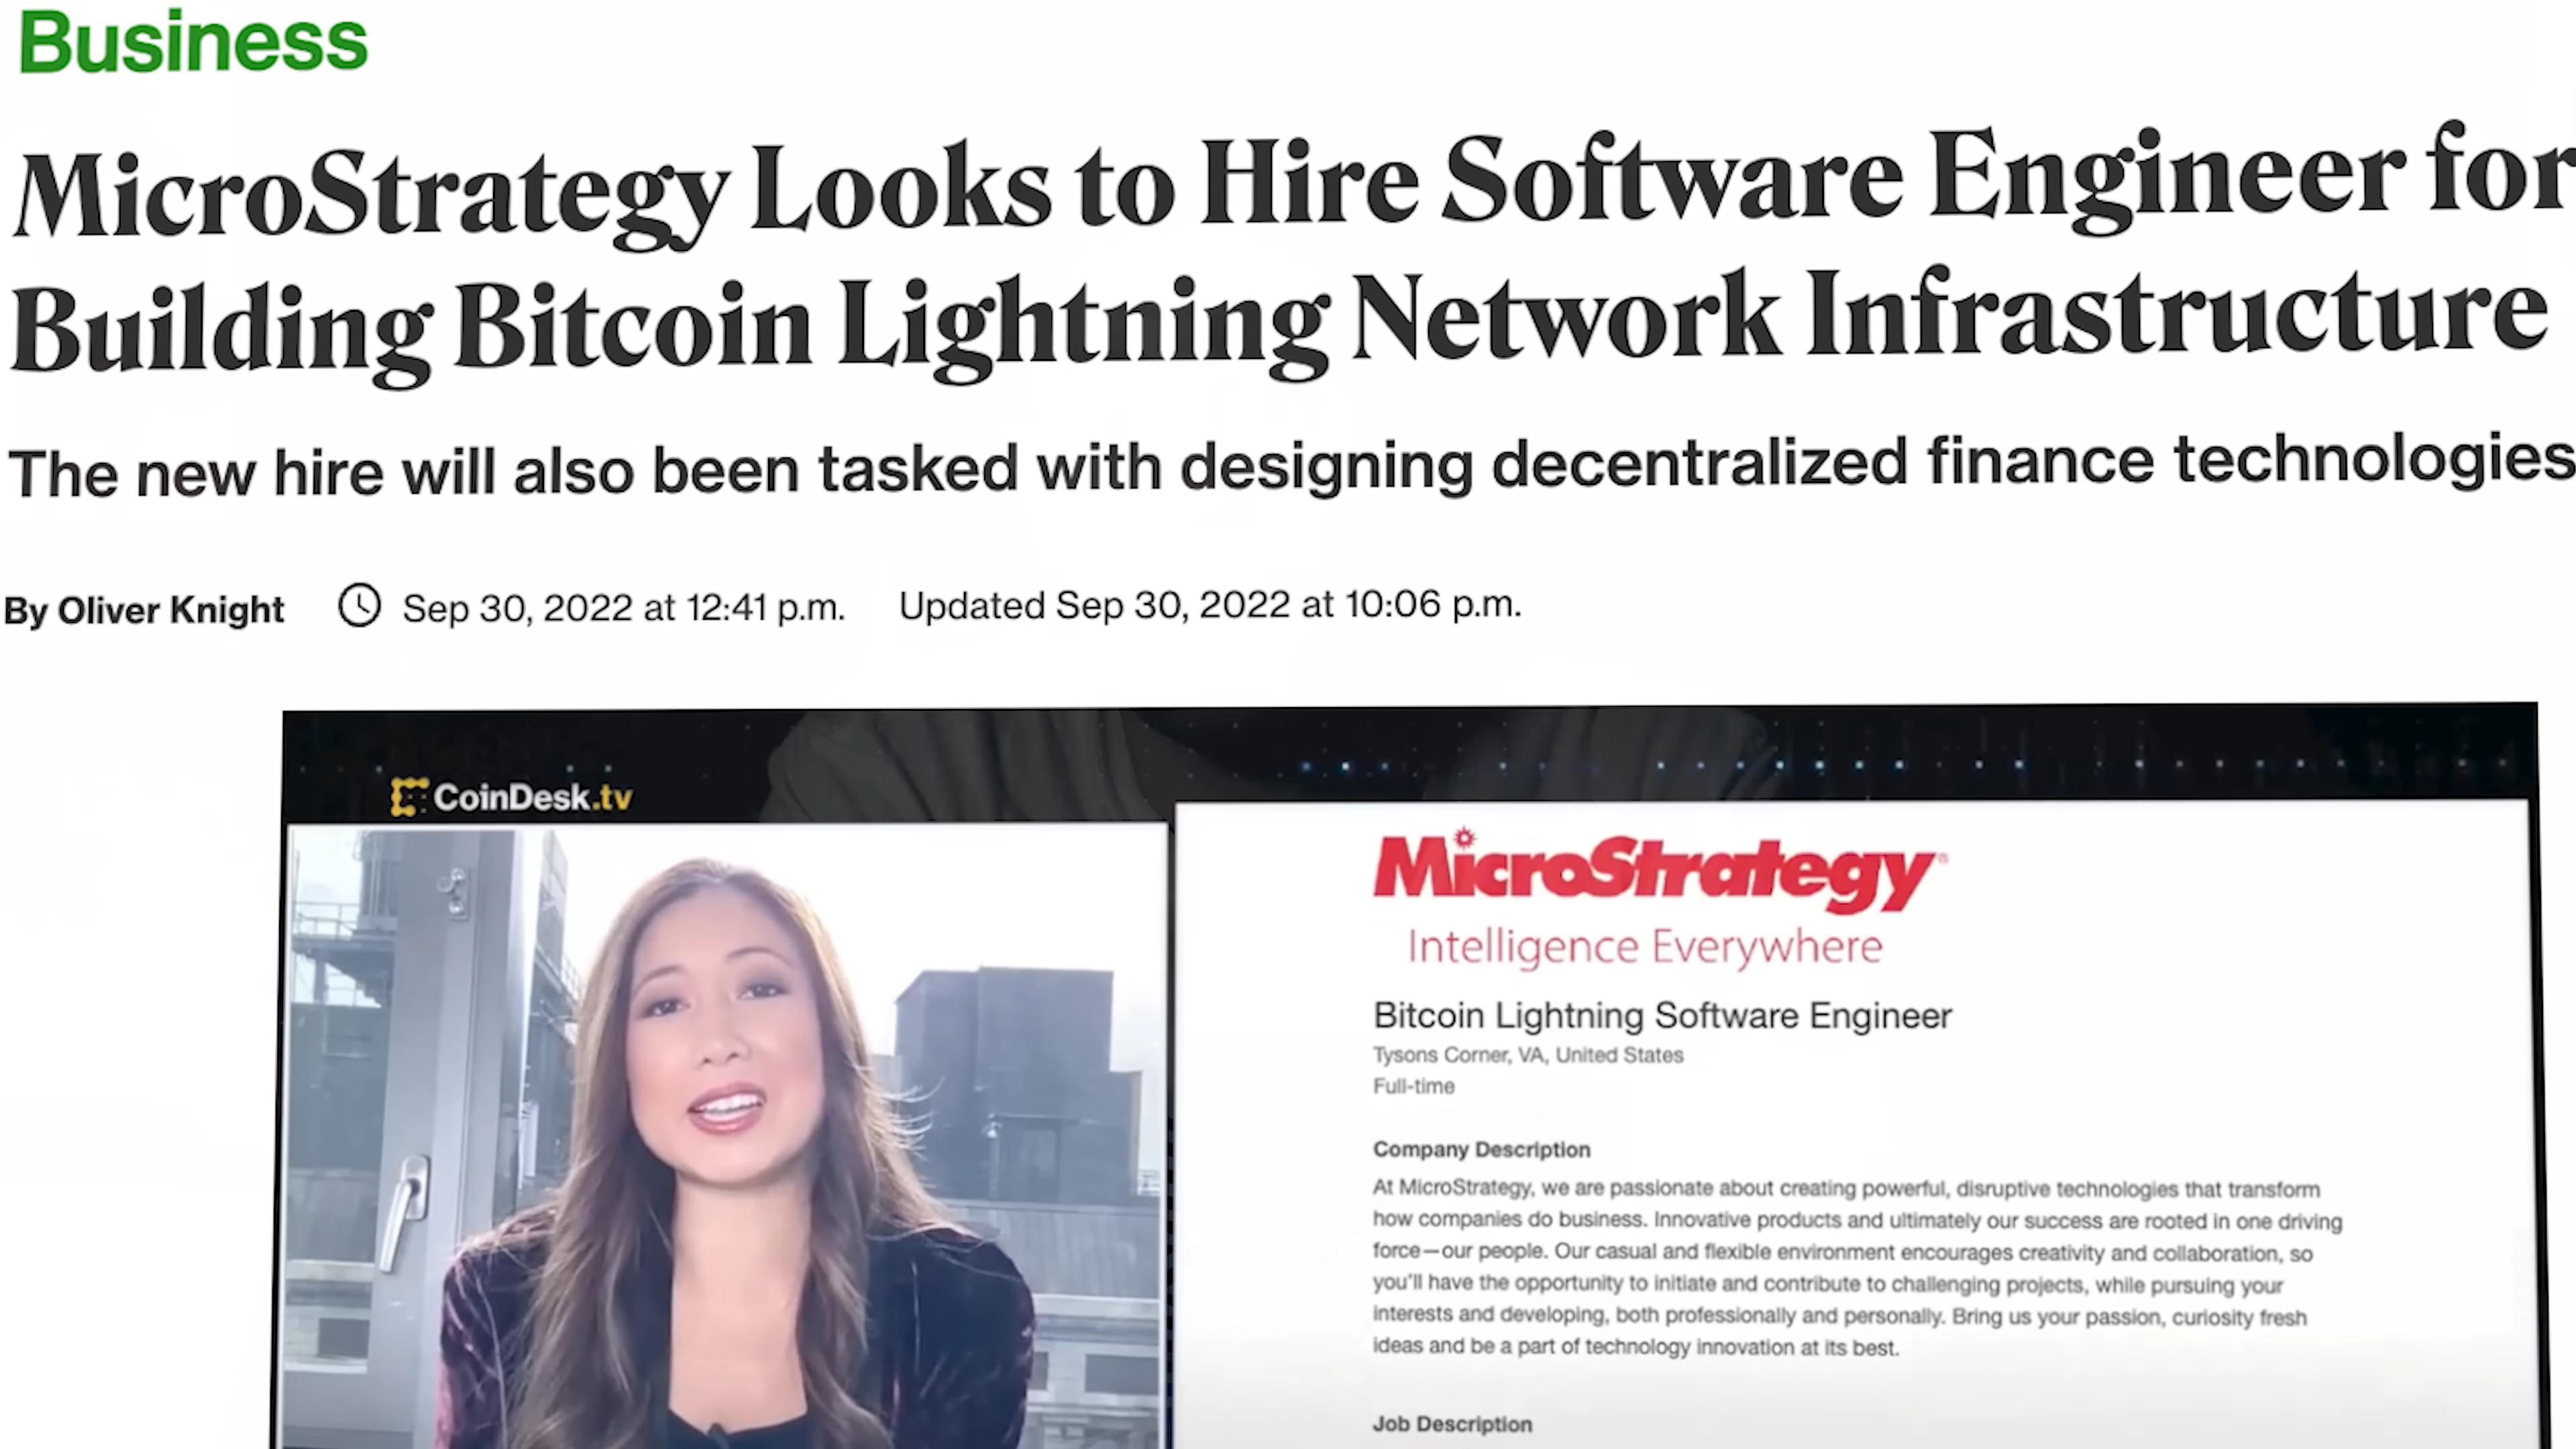 Business
MicroStrategy Looks to Hire Software Engineer for
Building Bitcoin Lightning Network Infrastructure
The new hire will also been tasked with designing decentralized finance technologies
By Oliver Knight Sep 30, 2022 at 12:41 p.m. Updated Sep 30, 2022 at 10:06 p.m.
CoinDesk.tv
MicroStrategy
Intelligence Everywhere
Bitcoin Lightning Software Engineer
Tysons Corner, VA, United States
Full-time
Company Description
At MicroStrategy, we are passionate about creating powerful, disruptive technologies that transform
how companies do business. Innovative products and ultimately our success are rooted in one driving
force—our people. Our casual and flexible environment encourages creativity and collaboration, so
you'll have the opportunity to initiate and contribute to challenging projects, while pursuing your
interests and developing, both professionally and personally. Bring us your passion, curiosity fresh
ideas and be a part of technology innovation at its best.
Job Description